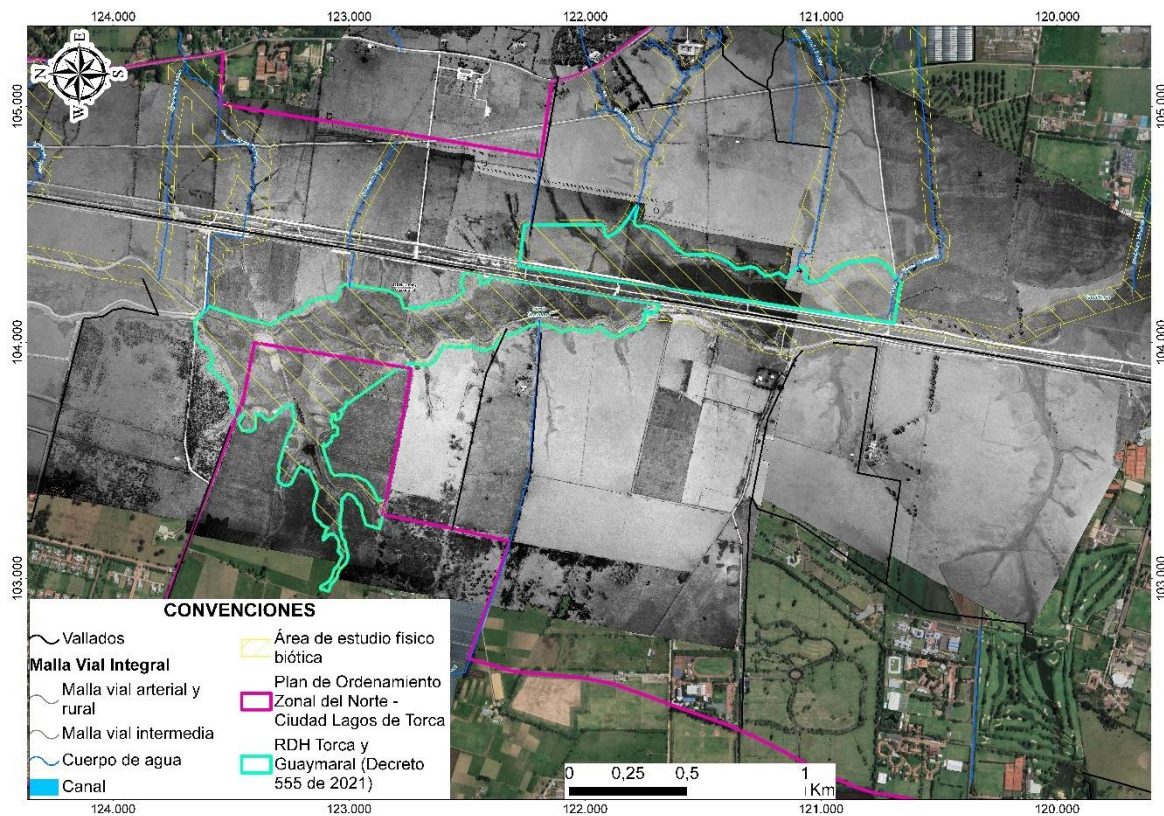 124.000 123.000 122.000 121.000 120.000
N E S W
105.000 105.000
104.000 104.000
103.000 103.000
CONVENCIONES
Vallados
Malla Vial Integral
Malla vial arterial y
rural
Malla vial intermedia
Cuerpo de agua
Canal
Área de estudio físico
biótica
Plan de Ordenamiento
Zonal del Norte -
Ciudad Lagos de Torca
RDH Torca y
Guaymaral (Decreto
555 de 2021)
0 0,25 0,5 1
Km
124.000 123.000 122.000 121.000 120.000